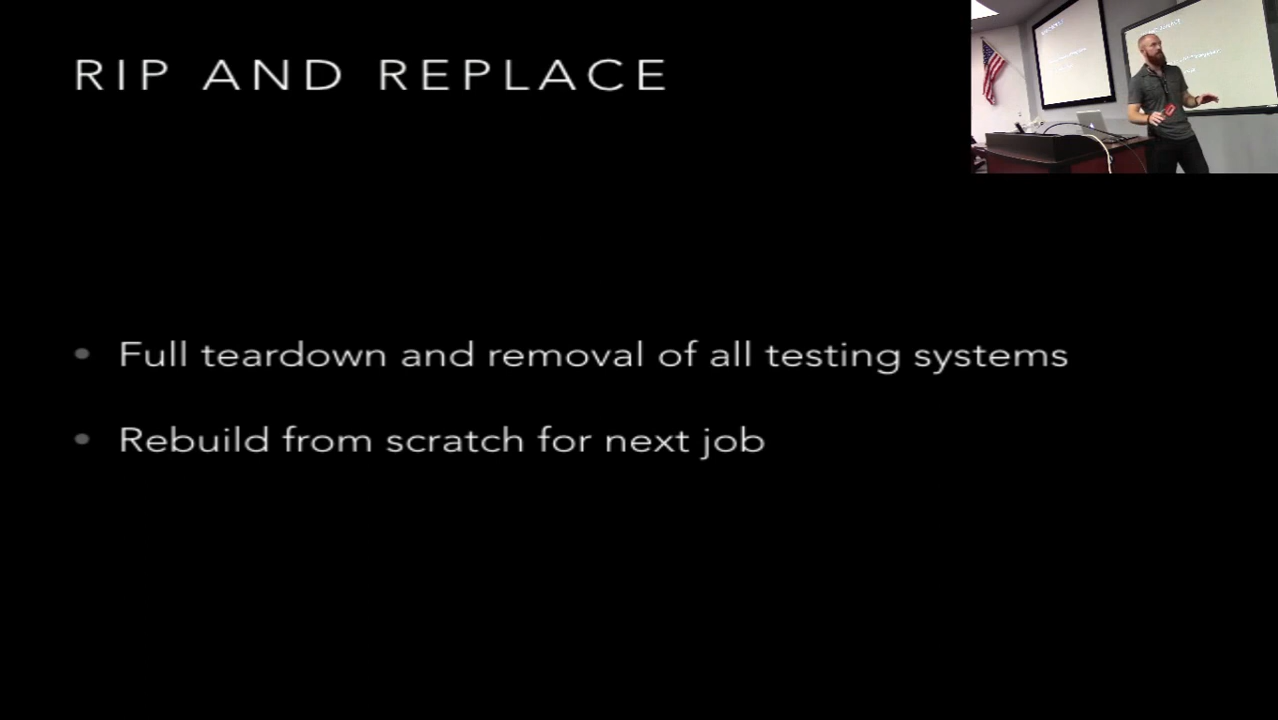 RIP AND REPLACE
Full teardown and removal of all testing systems
Rebuild from scratch for next job